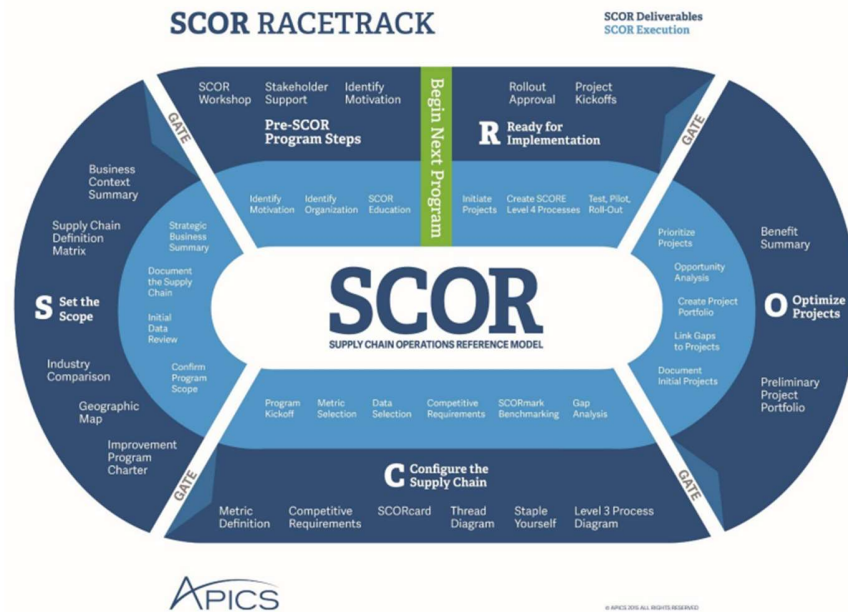 SCOR RACETRACK
SCOR Deliverables
SCOR Execution
GATE
SCOR
Workshop
Stakeholder
Support
Identify
Motivation
Pre-SCOR
Program Steps
Identify
Motivation
Identify
Organization
SCOR
Education
Begin Next Program
Rollout
Approval
Project
Kickoffs
R Ready for
Implementation
Initiate
Projects
Create SCORE
Level 4 Processes
Test, Pilot,
Roll-Out
GATE
Business
Context
Summary
Supply Chain
Definition
Matrix
S Set the
Scope
Industry
Comparison
Geographic
Map
Improvement
Program
Charter
Strategic
Business
Summary
Document
the Supply
Chain
Initial
Data
Review
Confirm
Program
Scope
SCOR
SUPPLY CHAIN OPERATIONS REFERENCE MODEL
Prioritize
Projects
Opportunity
Analysis
Create Project
Portfolio
Link Gaps
to Projects
Document
Initial Projects
Benefit
Summary
O Optimize
Projects
Preliminary
Project
Portfolio
GATE
Program
Kickoff
Metric
Selection
Data
Selection
Competitive
Requirements
SCORmark
Benchmarking
Gap
Analysis
C Configure the
Supply Chain
Metric
Definition
Competitive
Requirements
SCORcard
Thread
Diagram
Staple
Yourself
Level 3 Process
Diagram
GATE
APICS
© APICS 2015 ALL RIGHTS RESERVED